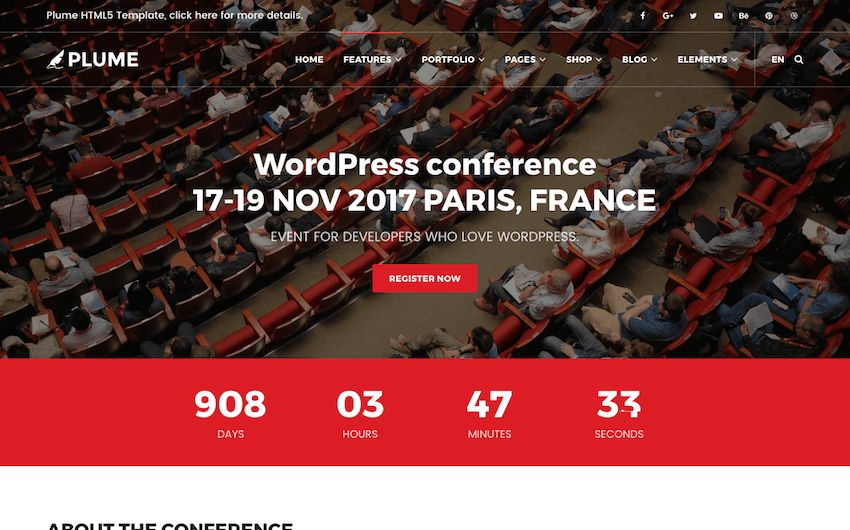 Plume HTML5 Template, click here for more details.
PLUME
HOME FEATURES PORTFOLIO PAGES SHOP BLOG ELEMENTS EN
WordPress conference
17-19 NOV 2017 PARIS, FRANCE
EVENT FOR DEVELOPERS WHO LOVE WORDPRESS.
REGISTER NOW
908 03 47 33
DAYS HOURS MINUTES SECONDS
ABOUT THE CONFERENCE